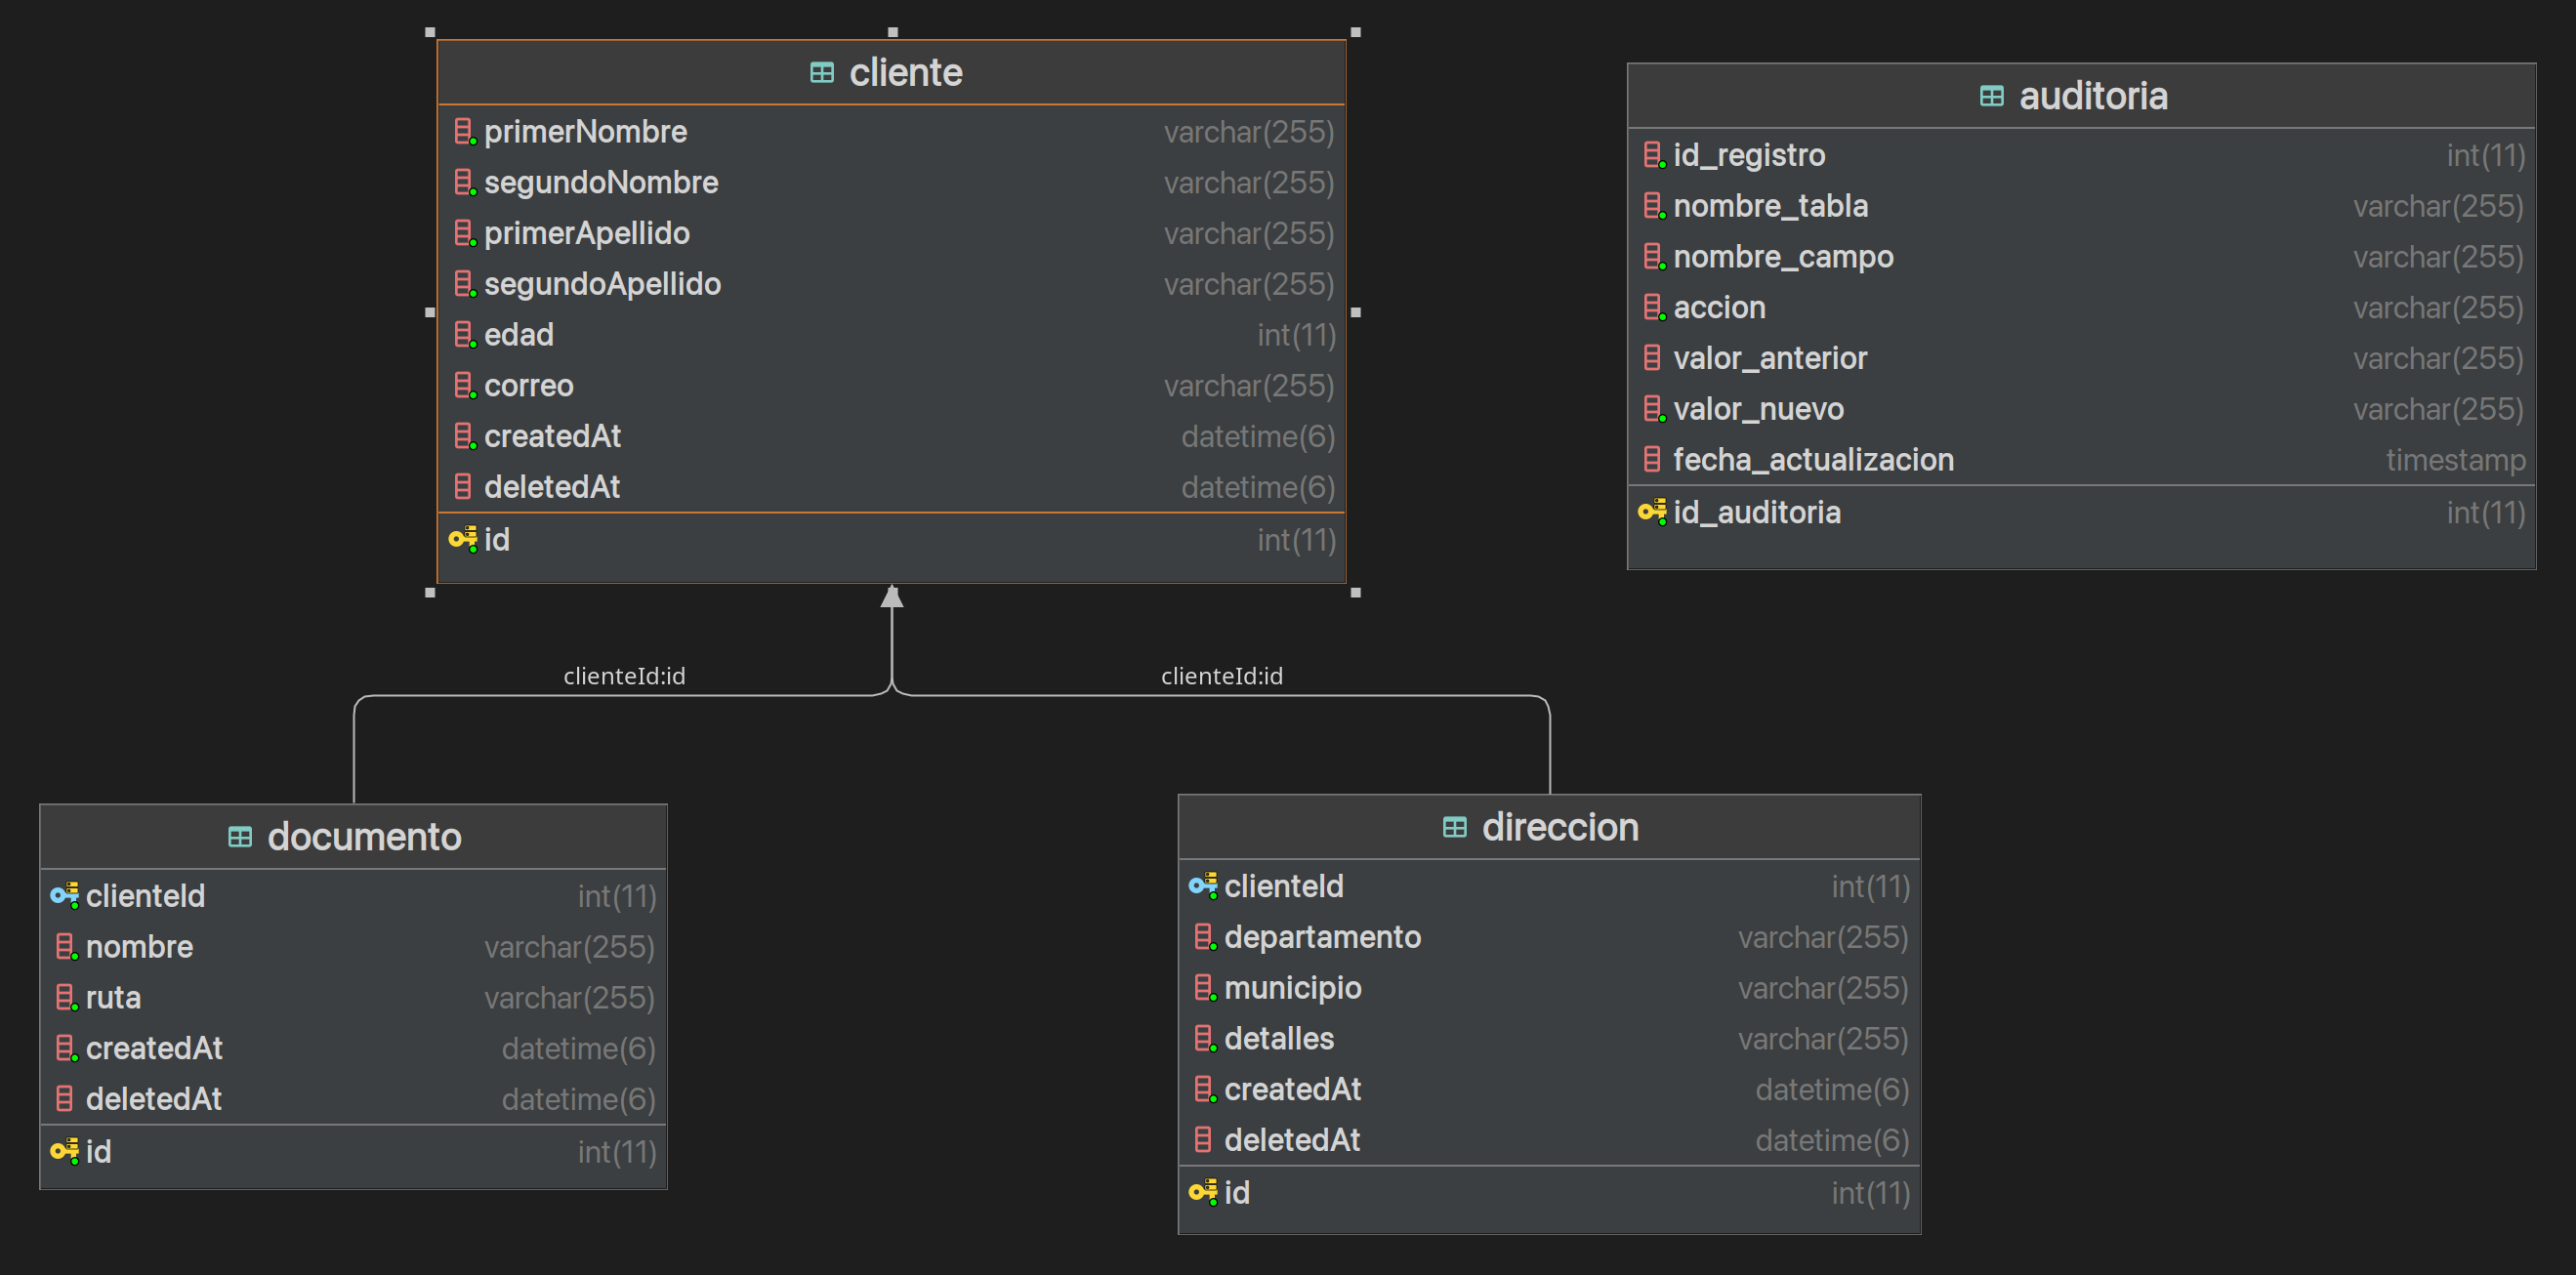 cliente
primerNombre varchar(255)
segundoNombre varchar(255)
primerApellido varchar(255)
segundoApellido varchar(255)
edad int(11)
correo varchar(255)
createdAt datetime(6)
deletedAt datetime(6)
id int(11)
auditoria
id_registro int(11)
nombre_tabla varchar(255)
nombre_campo varchar(255)
accion varchar(255)
valor_anterior varchar(255)
valor_nuevo varchar(255)
fecha_actualizacion timestamp
id_auditoria int(11)
clienteId:id
clienteId:id
documento
clienteId int(11)
nombre varchar(255)
ruta varchar(255)
createdAt datetime(6)
deletedAt datetime(6)
id int(11)
direccion
clienteId int(11)
departamento varchar(255)
municipio varchar(255)
detalles varchar(255)
createdAt datetime(6)
deletedAt datetime(6)
id int(11)